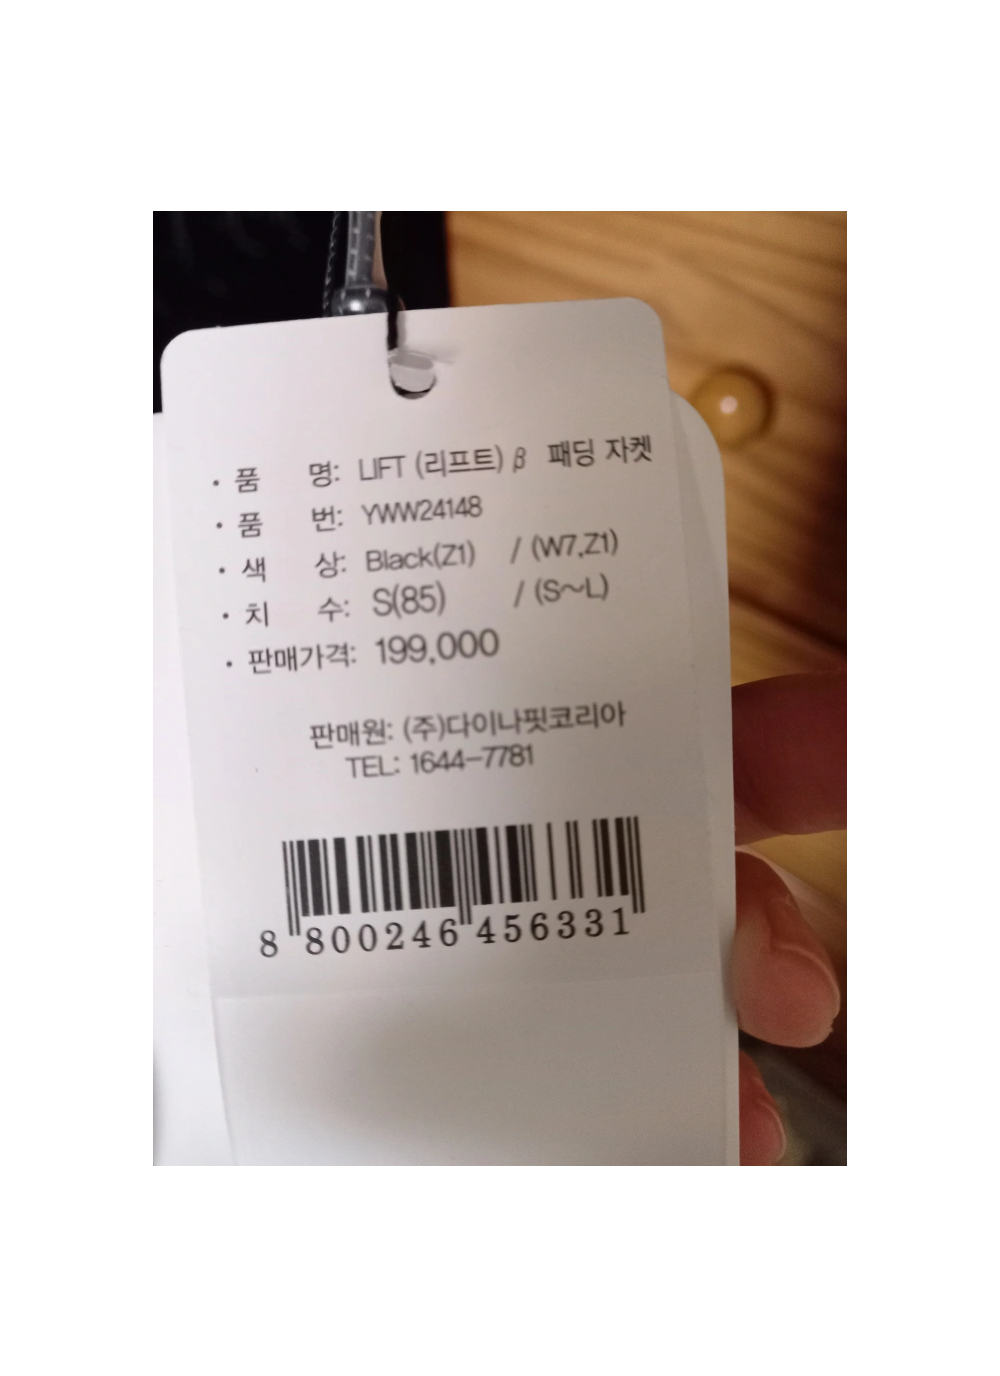 · 품 명: LIFT (리프트) β 패딩 자켓
· 품 번: YWW24148
· 색 상: Black(Z1) / (W7,Z1)
· 치 수: S(85) / (S~L)
· 판매가격: 199,000
판매원: (주)다이나핏코리아
TEL: 1644-7781
8 800246 456331